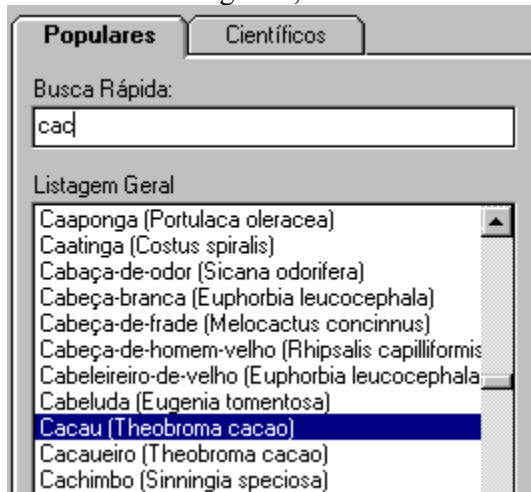 Populares Científicos
Busca Rápida:
cac
Listagem Geral
Caaponga (Portulaca oleracea)
Caatinga (Costus spiralis)
Cabaça-de-odor (Sicana odorifera)
Cabeça-branca (Euphorbia leucocephala)
Cabeça-de-frade (Melocactus concinnus)
Cabeça-de-homem-velho (Rhipsalis capilliformis
Cabeleireiro-de-velho (Euphorbia leucocephala
Cabeluda (Eugenia tomentosa)
Cacau (Theobroma cacao)
Cacaueiro (Theobroma cacao)
Cachimbo (Sinningia speciosa)